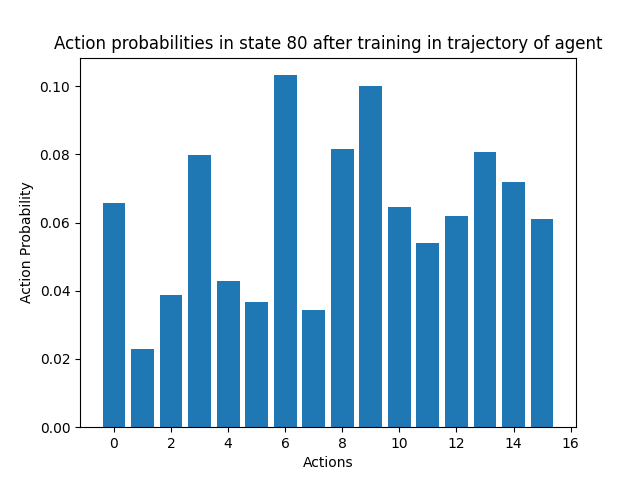 Action probabilities in state 80 after training in trajectory of agent
0.10
0.08
0.06
0.04
0.02
0.00
Action Probability
0 2 4 6 8 10 12 14 16
Actions